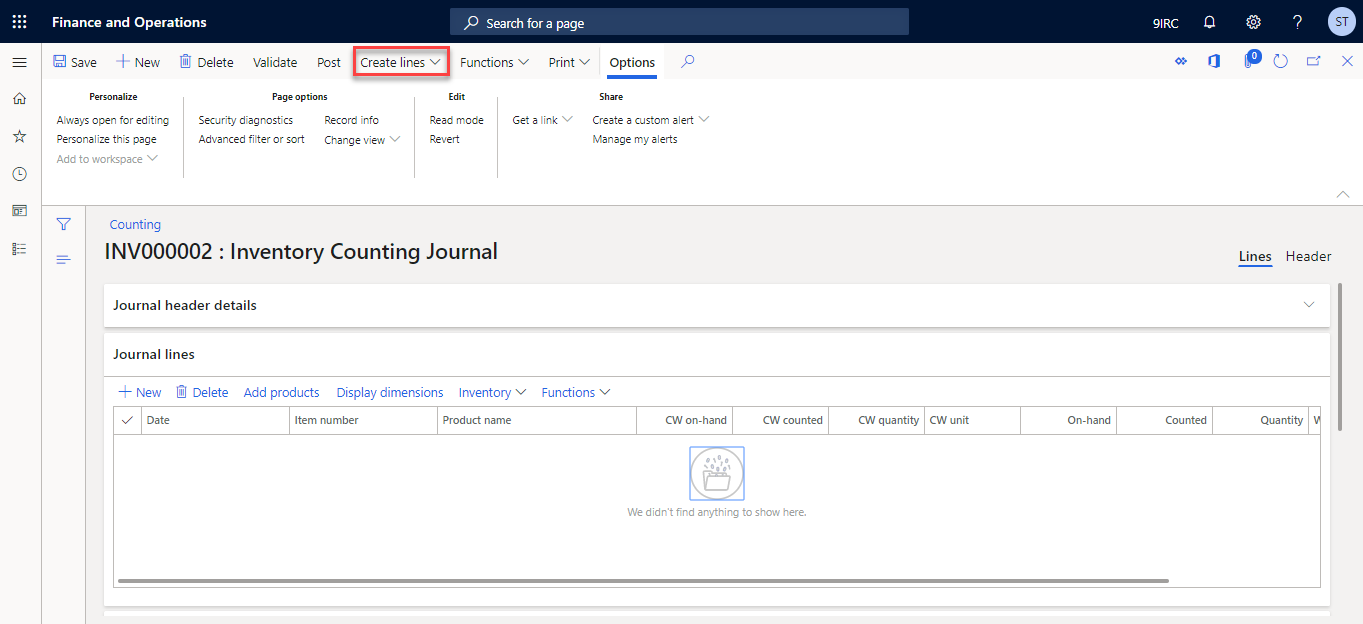 Finance and Operations
Search for a page
9IRC
ST
Save
New
Delete
Validate
Post
Create lines
Functions
Print
Options
0
Personalize
Always open for editing
Personalize this page
Add to workspace
Page options
Security diagnostics
Advanced filter or sort
Record info
Change view
Edit
Read mode
Revert
Get a link
Share
Create a custom alert
Manage my alerts
Counting
INV000002 : Inventory Counting Journal
Lines Header
Journal header details
Journal lines
New Delete Add products Display dimensions Inventory Functions
Date Item number Product name CW on-hand CW counted CW quantity CW unit On-hand Counted Quantity
We didn't find anything to show here.